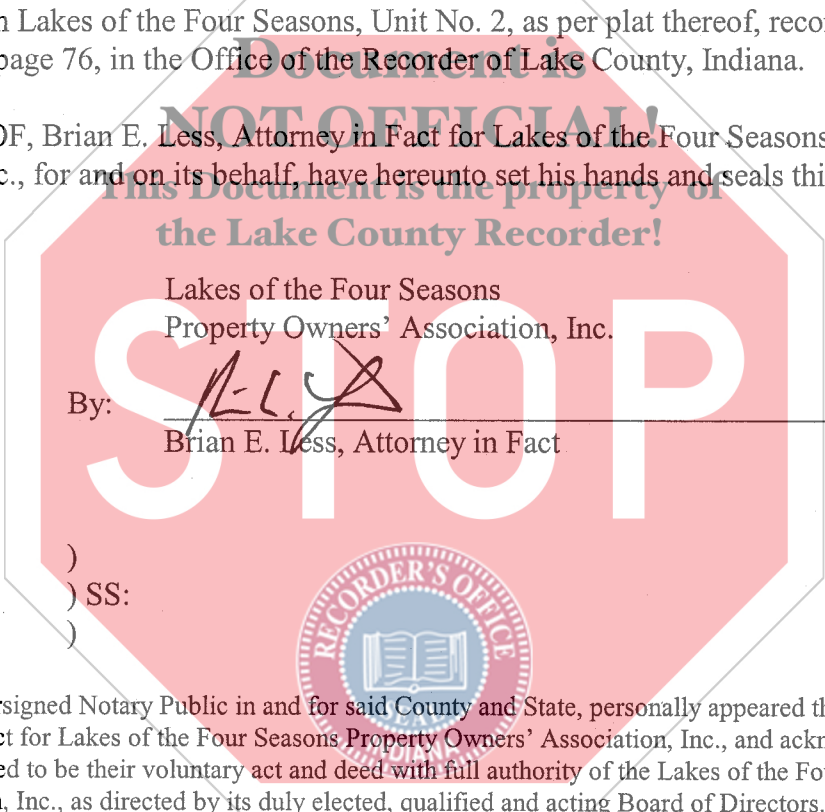 Lakes of the Four Seasons, Unit No. 2, as per plat thereof,
page 76, in the Office of the Recorder of Lake County, Indiana.
Document is
NOT OFFICIAL!
OF, Brian E. Less, Attorney in Fact for Lakes of the Four Seasons
c., for and on its behalf, have hereunto set his hands and seals
This Document is the property of
the Lake County Recorder!
Lakes of the Four Seasons
Property Owners’ Association, Inc.
STOP
By:
Brian E. Less, Attorney in Fact
)
) SS:
)
RECORDER'S OFFICE
SEAL
INDIANA
rsigned Notary Public in and for said County and State, personally appeared
ct for Lakes of the Four Seasons Property Owners’ Association, Inc., and
ed to be their voluntary act and deed with full authority of the Lakes of the
, Inc., as directed by its duly elected, qualified and acting Board of Directors.